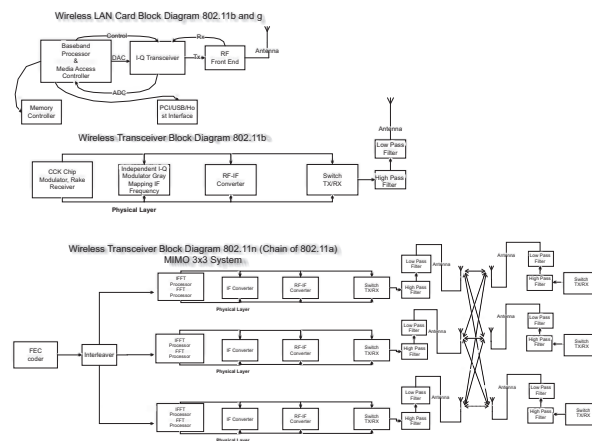 Wireless LAN Card Block Diagram 802.11b and g
Control
Rx
Antenna
Baseband
Processor
&
Media Access
Controller
DAC
I-Q Transceiver
Tx
RF
Front End
ADC
Memory
Controller
PCI/USB/Ho
st Interface
Wireless Transceiver Block Diagram 802.11b
Antenna
Low Pass
Filter
CCK Chip
Modulator, Rake
Receiver
Independent I-Q
Modulator Gray
Mapping IF
Frequency
RF-IF
Converter
Switch
TX/RX
High Pass
Filter
Physical Layer
Wireless Transceiver Block Diagram 802.11n (Chain of 802.11a)
MIMO 3x3 System
FEC
coder
Interleaver
IFFT
Processor
FFT
Processor
IF Converter
RF-IF
Converter
Switch
TX/RX
Physical Layer
High Pass
Filter
Low Pass
Filter
Antenna
Antenna
Low Pass
Filter
High Pass
Filter
Switch
TX/RX
IFFT
Processor
FFT
Processor
IF Converter
RF-IF
Converter
Switch
TX/RX
Physical Layer
High Pass
Filter
Low Pass
Filter
Antenna
Antenna
Low Pass
Filter
High Pass
Filter
Switch
TX/RX
IFFT
Processor
FFT
Processor
IF Converter
RF-IF
Converter
Switch
TX/RX
Physical Layer
High Pass
Filter
Low Pass
Filter
Antenna
Antenna
Low Pass
Filter
High Pass
Filter
Switch
TX/RX